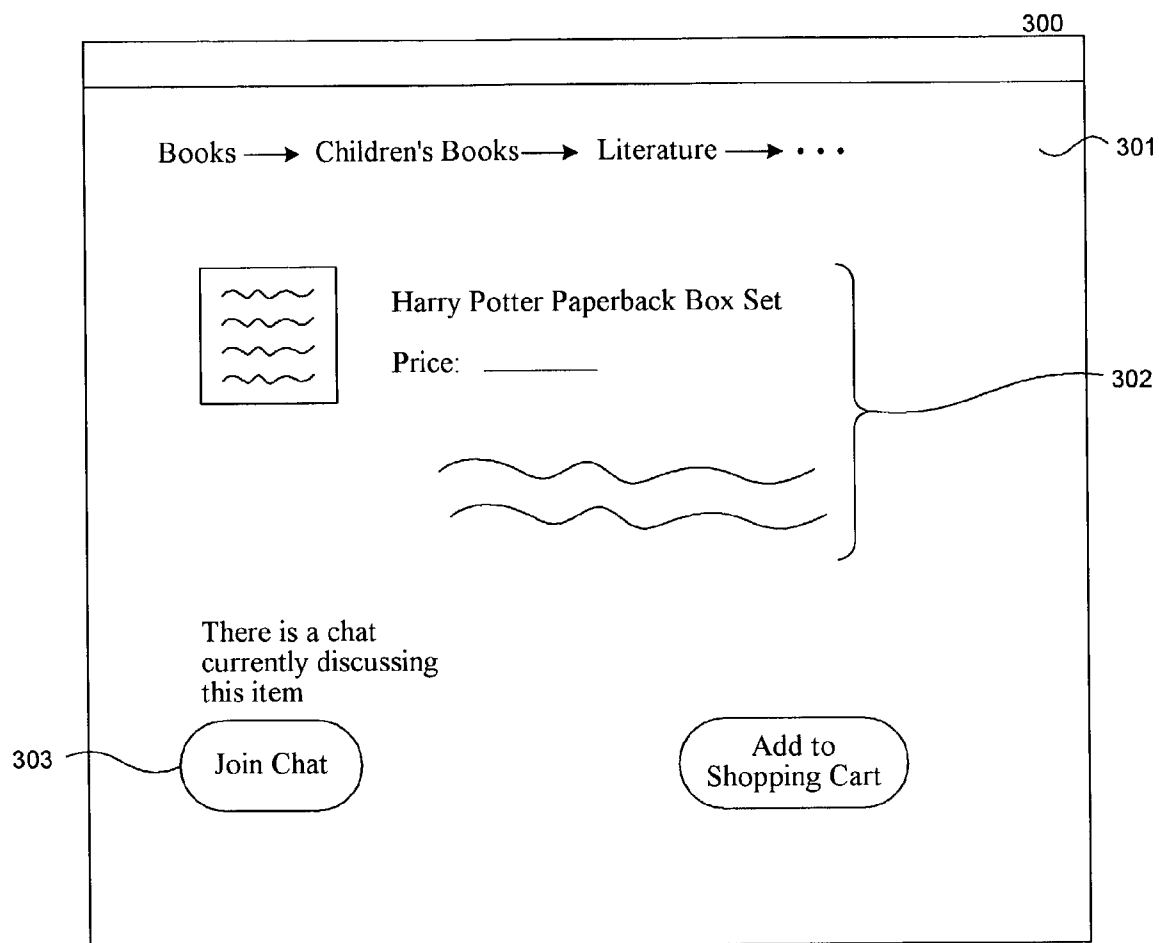 300
Books → Children's Books → Literature → • • •
301
Harry Potter Paperback Box Set
Price:
302
There is a chat
currently discussing
this item
303
Join Chat
Add to
Shopping Cart